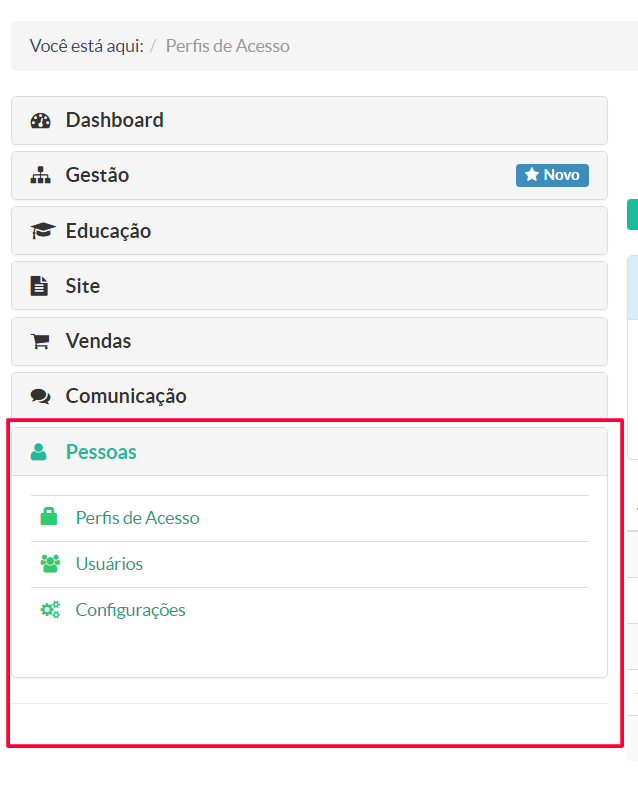 Você está aqui: / Perfis de Acesso
Dashboard
Gestão Novo
Educação
Site
Vendas
Comunicação
Pessoas
Perfis de Acesso
Usuários
Configurações